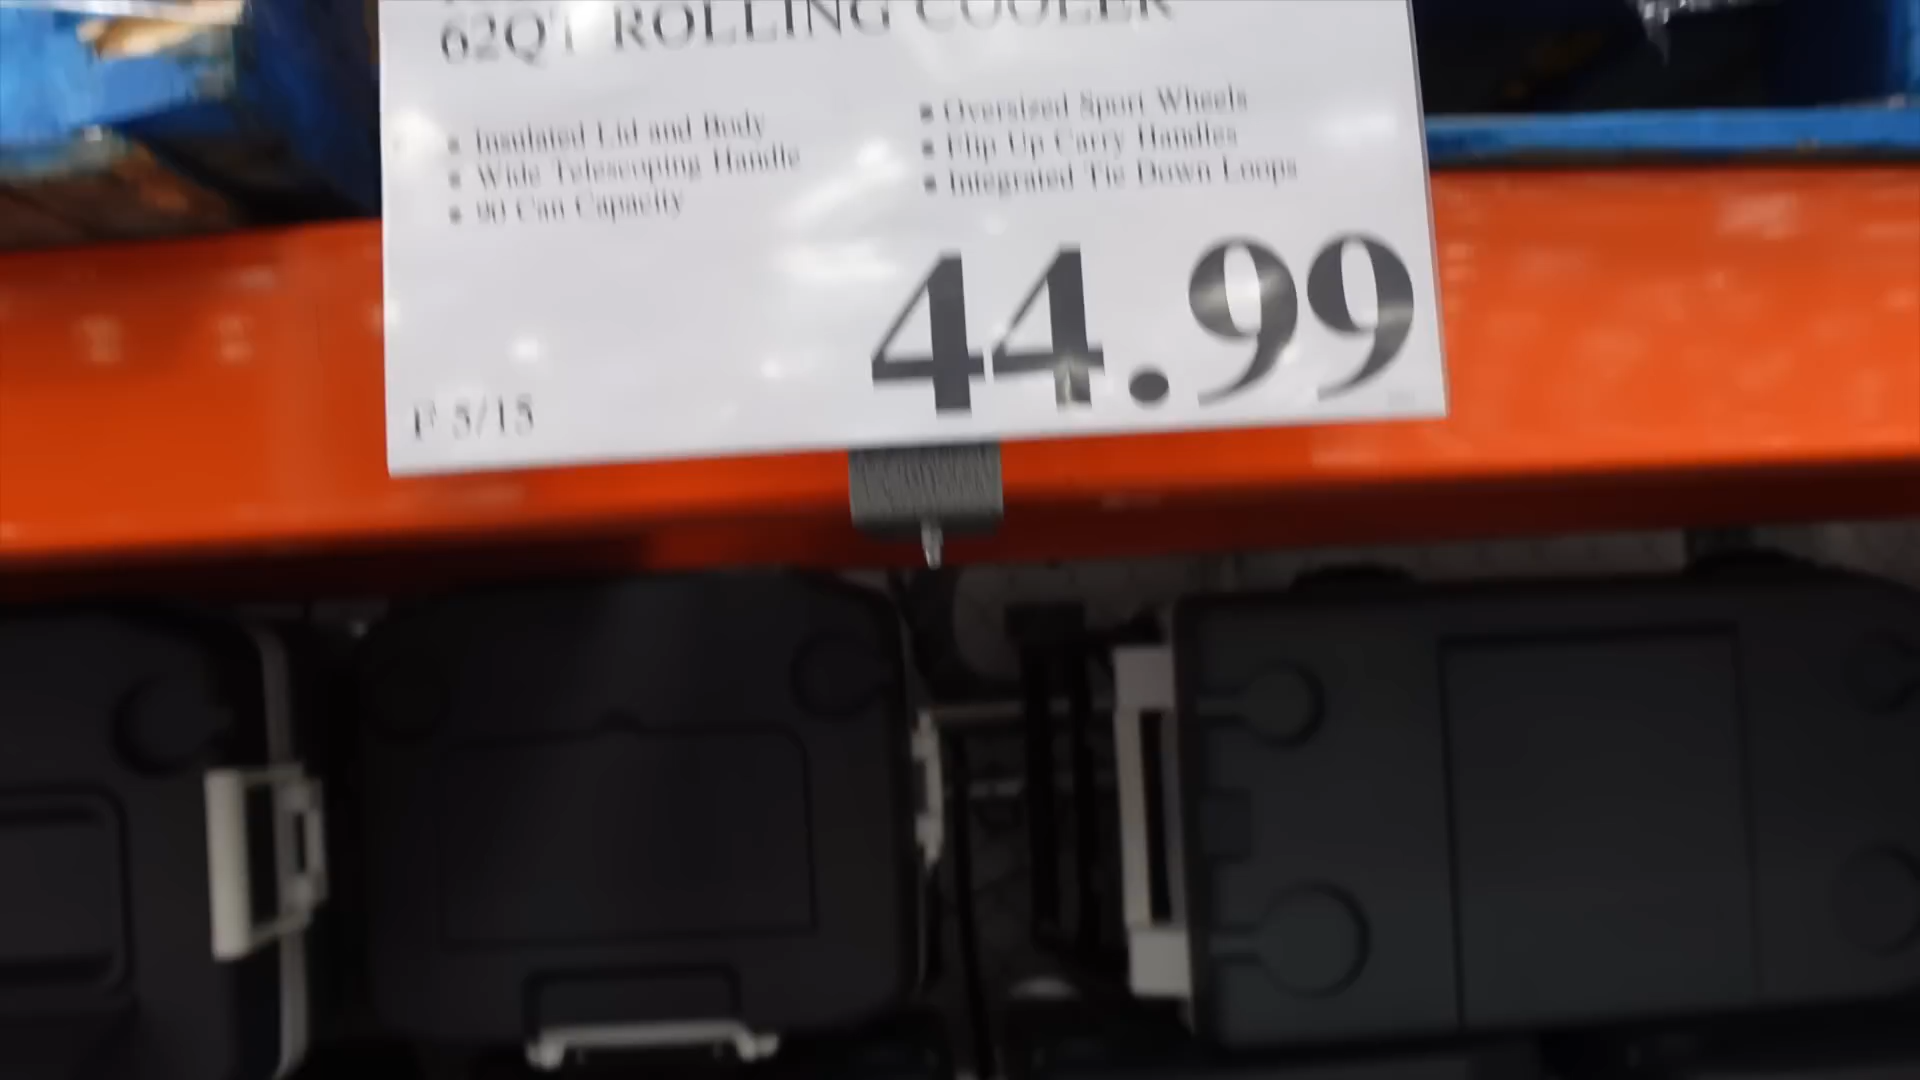 62QT ROLLING COOLER
▪ Insulated Lid and Body
▪ Wide Telescoping Handle
▪ 90 Can Capacity
▪ Oversized Sport Wheels
▪ Flip Up Carry Handles
▪ Integrated Tie Down Loops
44.99
P 5/15